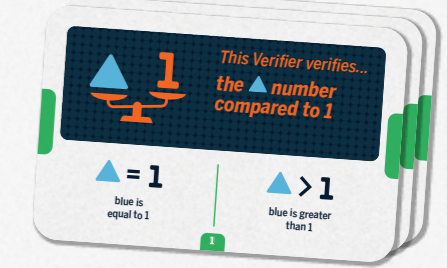 1
This Verifier verifies...
the number
compared to 1
= 1
blue is
equal to 1
> 1
blue is greater
than 1
1